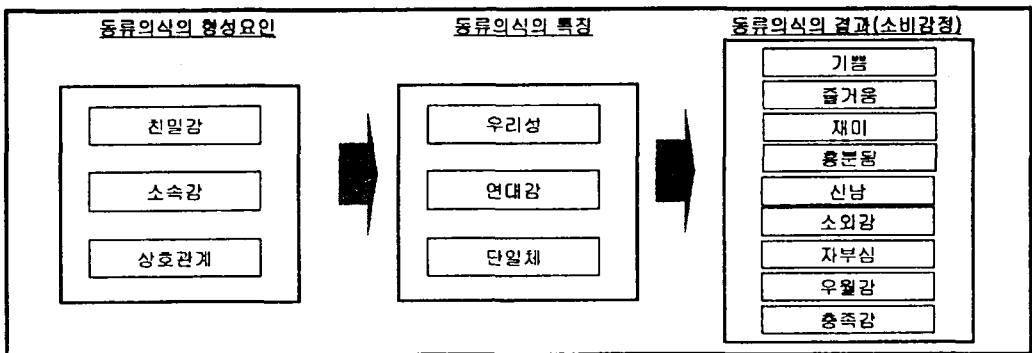 동류의식의 형성요인
친밀감
소속감
상호관계
동류의식의 특징
우리성
연대감
단일체
동류의식의 결과(소비감정)
기쁨
즐거움
재미
흥분됨
신남
소외감
자부심
우월감
충족감